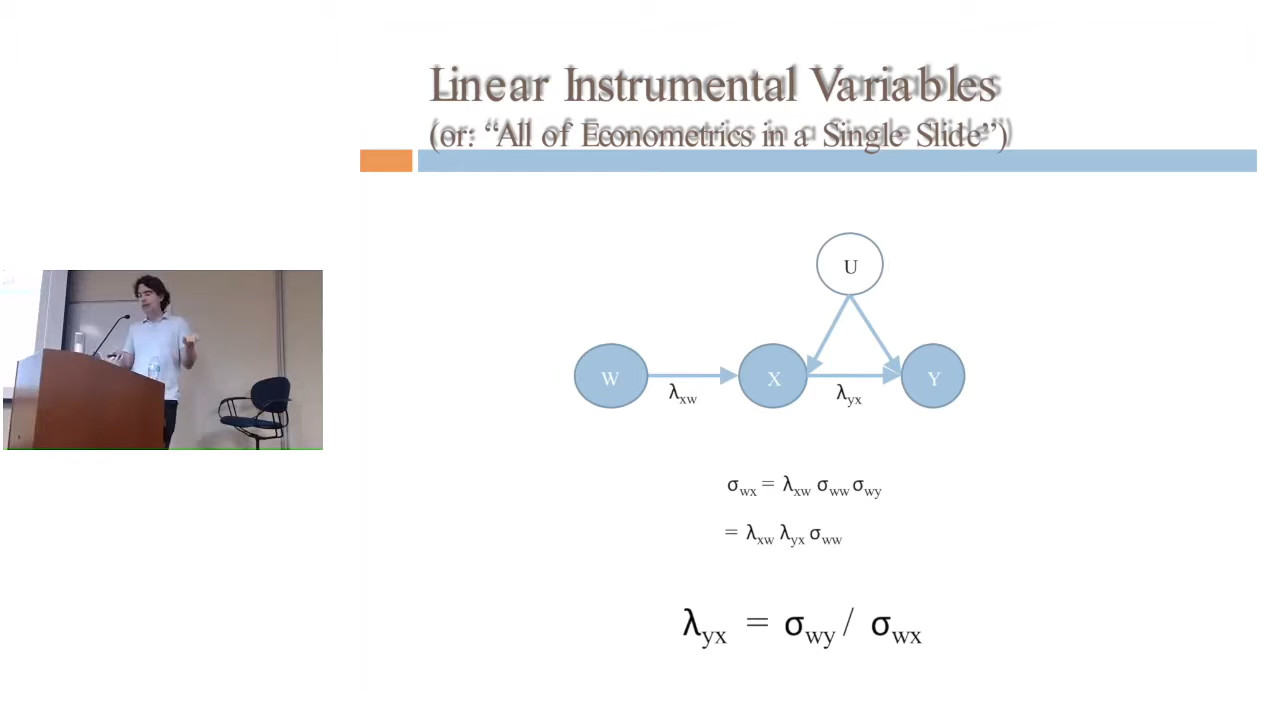 Linear Instrumental Variables
(or: “All of Econometrics in a Single Slide”)
U
W
X
Y
λxw
λyx
σwx = λxw σww σwy
= λxw λyx σww
λyx = σwy / σwx